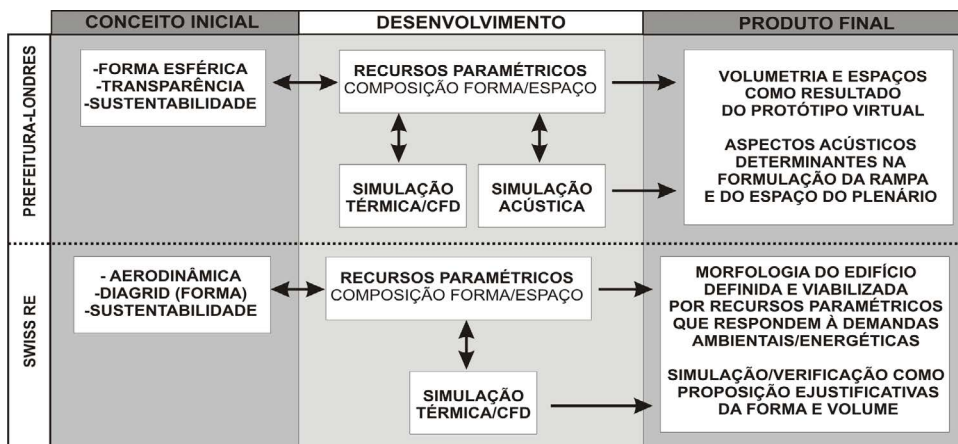 CONCEITO INICIAL
DESENVOLVIMENTO
PRODUTO FINAL
PREFEITURA-LONDRES
-FORMA ESFÉRICA
-TRANSPARÊNCIA
-SUSTENTABILIDADE
RECURSOS PARAMÉTRICOS
COMPOSIÇÃO FORMA/ESPAÇO
SIMULAÇÃO
TÉRMICA/CFD
SIMULAÇÃO
ACÚSTICA
VOLUMETRIA E ESPAÇOS
COMO RESULTADO
DO PROTÓTIPO VIRTUAL
ASPECTOS ACÚSTICOS
DETERMINANTES NA
FORMULAÇÃO DA RAMPA
E DO ESPAÇO DO PLENÁRIO
SWISS RE
- AERODINÂMICA
-DIAGRID (FORMA)
-SUSTENTABILIDADE
RECURSOS PARAMÉTRICOS
COMPOSIÇÃO FORMA/ESPAÇO
SIMULAÇÃO
TÉRMICA/CFD
MORFOLOGIA DO EDIFÍCIO
DEFINIDA E VIABILIZADA
POR RECURSOS PARAMÉTRICOS
QUE RESPONDEM À DEMANDAS
AMBIENTAIS/ENERGÉTICAS
SIMULAÇÃO/VERIFICAÇÃO COMO
PROPOSIÇÃO EJUSTIFICATIVAS
DA FORMA E VOLUME